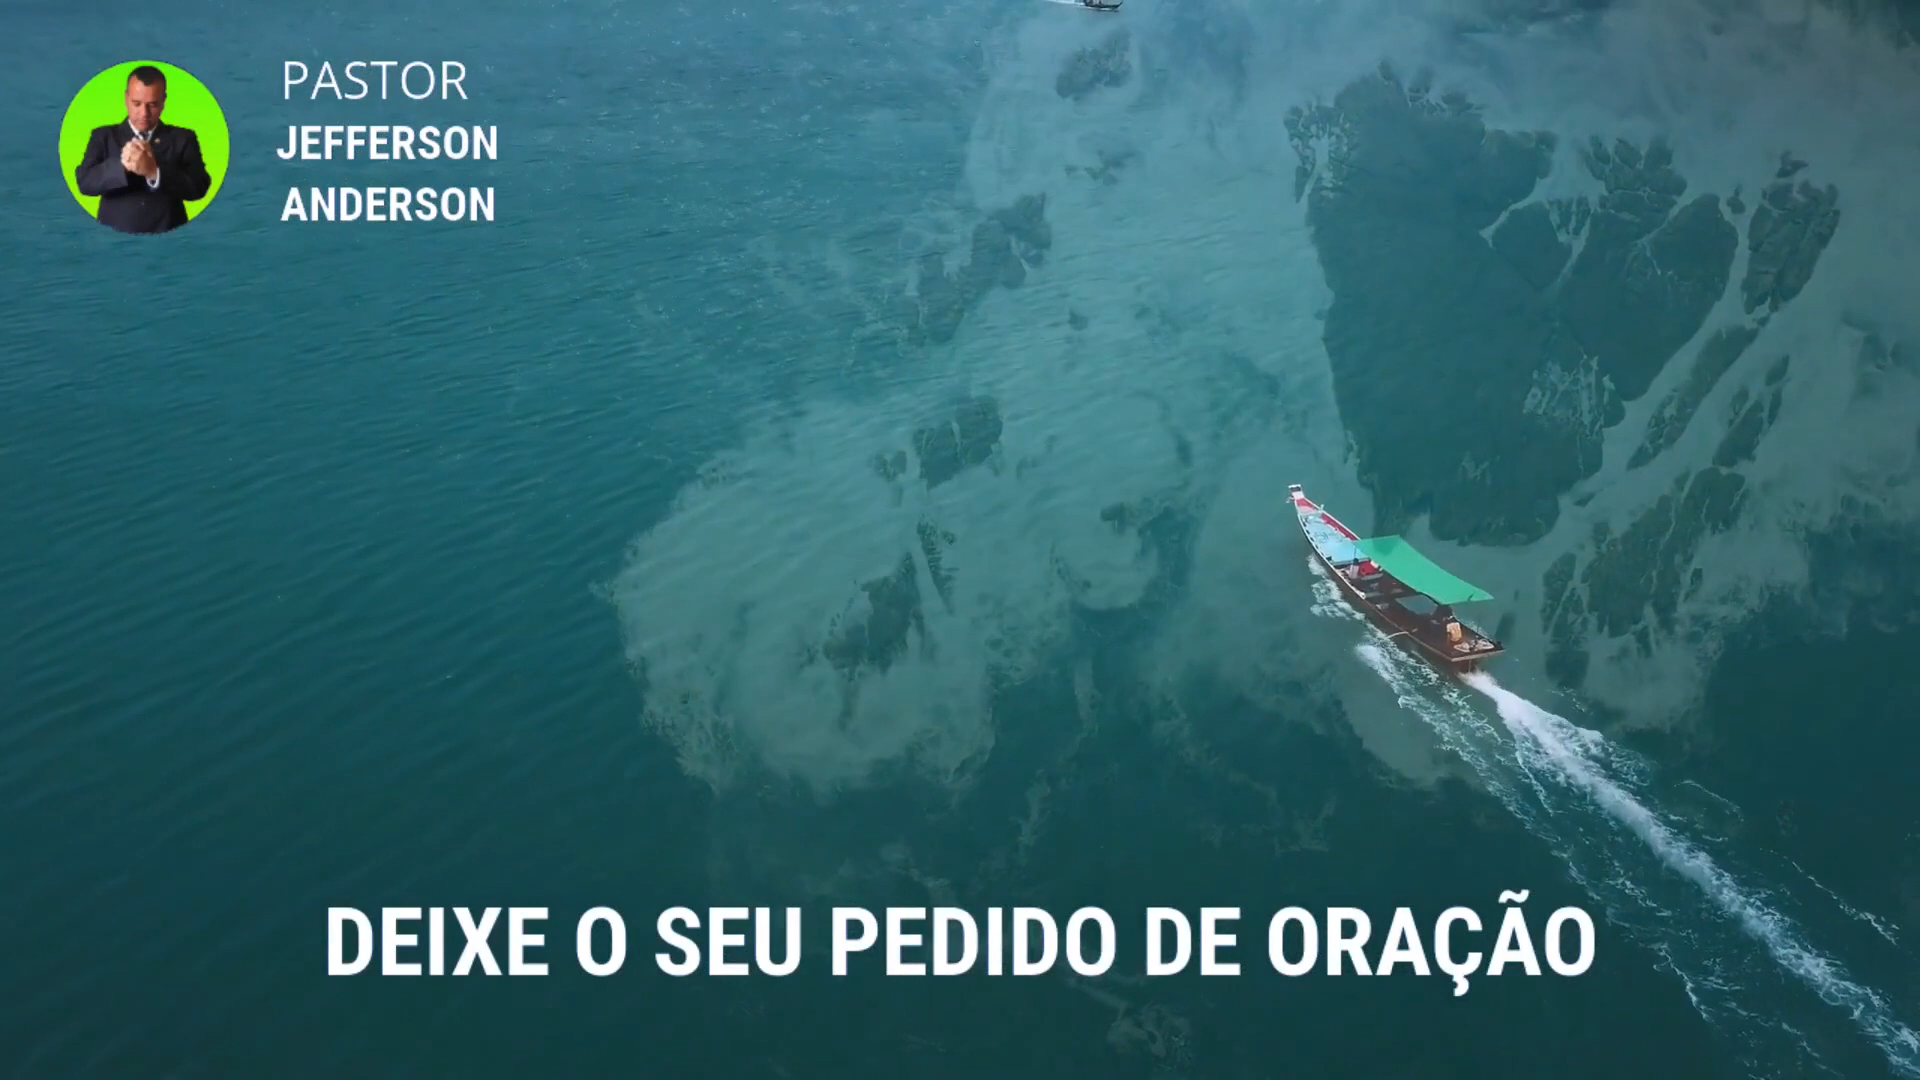 PASTOR
JEFFERSON
ANDERSON
DEIXE O SEU PEDIDO DE ORAÇÃO